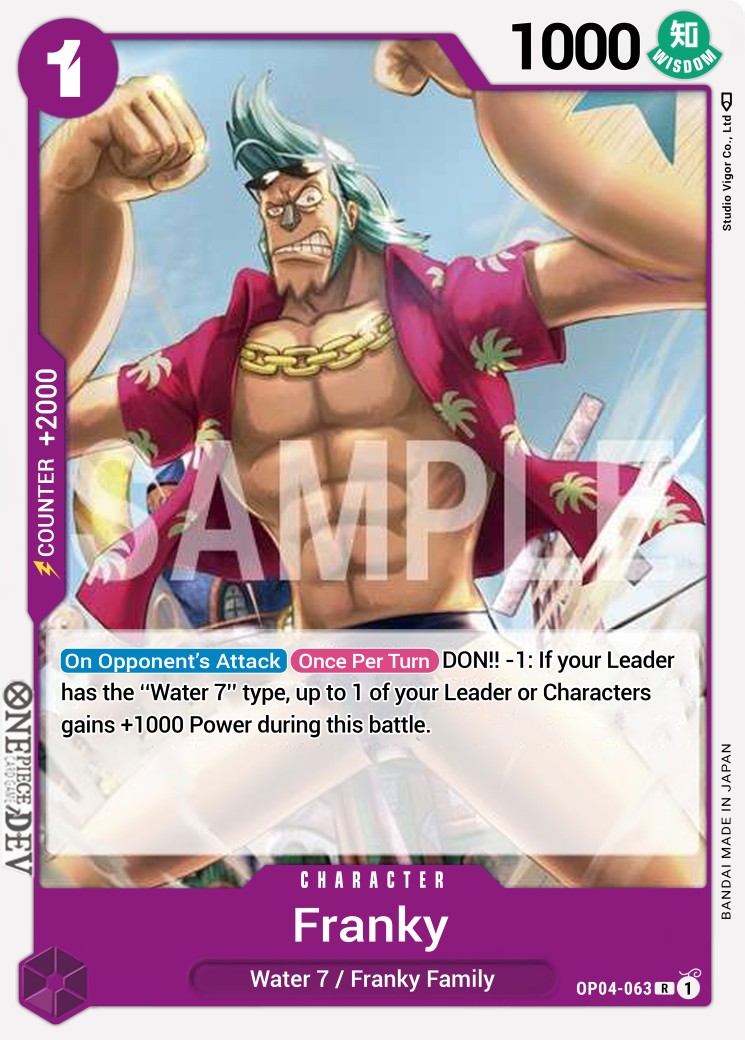 1
1000
知
WISDOM
Studio Vigor Co., Ltd
COUNTER +2000
SAMPLE
On Opponent's Attack Once Per Turn DON!! -1: If your Leader
has the “Water 7” type, up to 1 of your Leader or Characters
gains +1000 Power during this battle.
ONE PIECE
CARD GAME
/DEV
BANDAI MADE IN JAPAN
CHARACTER
Franky
Water 7 / Franky Family
OP04-063 R 1